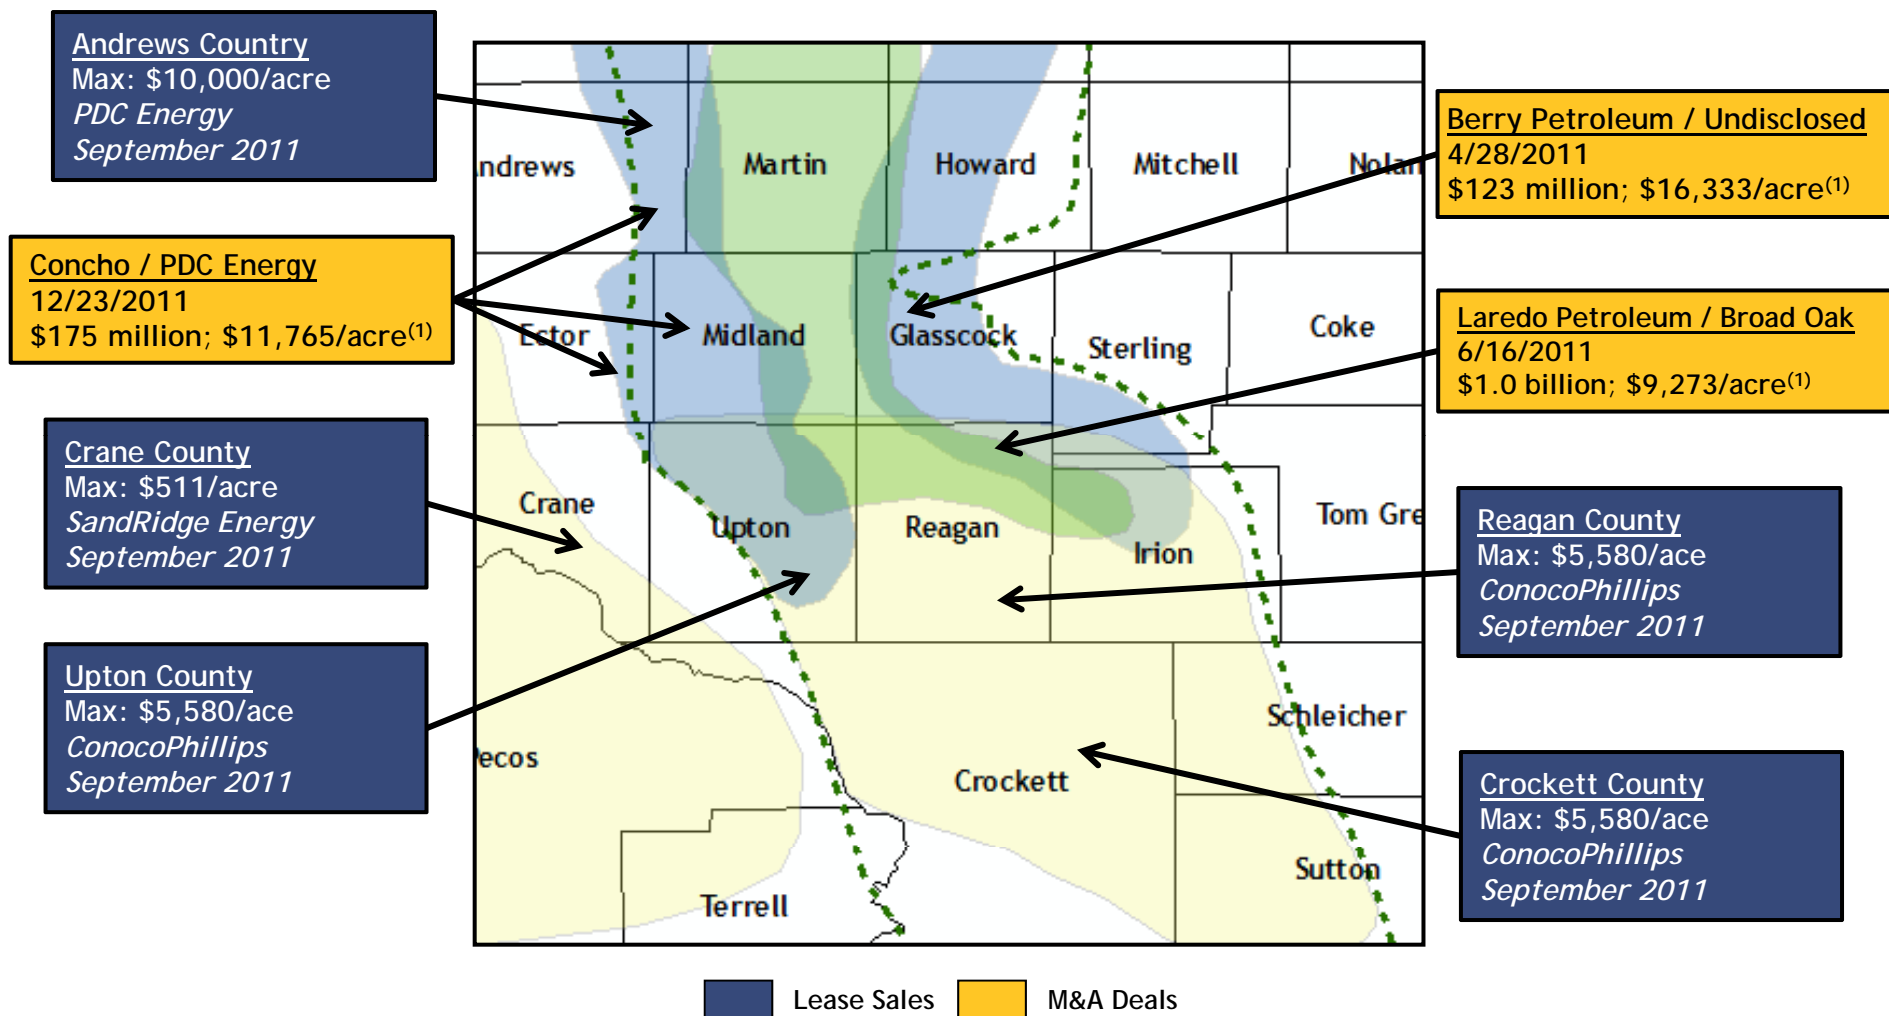 Andrews Country
Max: $10,000/acre
PDC Energy
September 2011
Concho / PDC Energy
12/23/2011
$175 million; $11,765/acre(1)
Crane County
Max: $511/acre
SandRidge Energy
September 2011
Upton County
Max: $5,580/ace
ConocoPhillips
September 2011
ndrews
Martin
Howard
Mitchell
Nolan
Ector
Midland
Glasscock
Sterling
Coke
Crane
Upton
Reagan
Irion
Tom Gre
Schleicher
ecos
Crockett
Sutton
Terrell
Berry Petroleum / Undisclosed
4/28/2011
$123 million; $16,333/acre(1)
Laredo Petroleum / Broad Oak
6/16/2011
$1.0 billion; $9,273/acre(1)
Reagan County
Max: $5,580/ace
ConocoPhillips
September 2011
Crockett County
Max: $5,580/ace
ConocoPhillips
September 2011
Lease Sales
M&A Deals